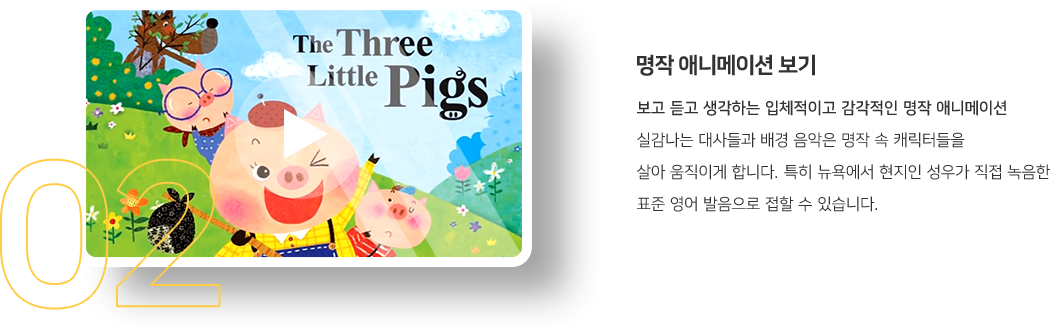 The Three
Little Pigs
02
명작 애니메이션 보기
보고 듣고 생각하는 입체적이고 감각적인 명작 애니메이션
실감나는 대사들과 배경 음악은 명작 속 캐릭터들을
살아 움직이게 합니다. 특히 뉴욕에서 현지인 성우가 직접 녹음한
표준 영어 발음으로 접할 수 있습니다.